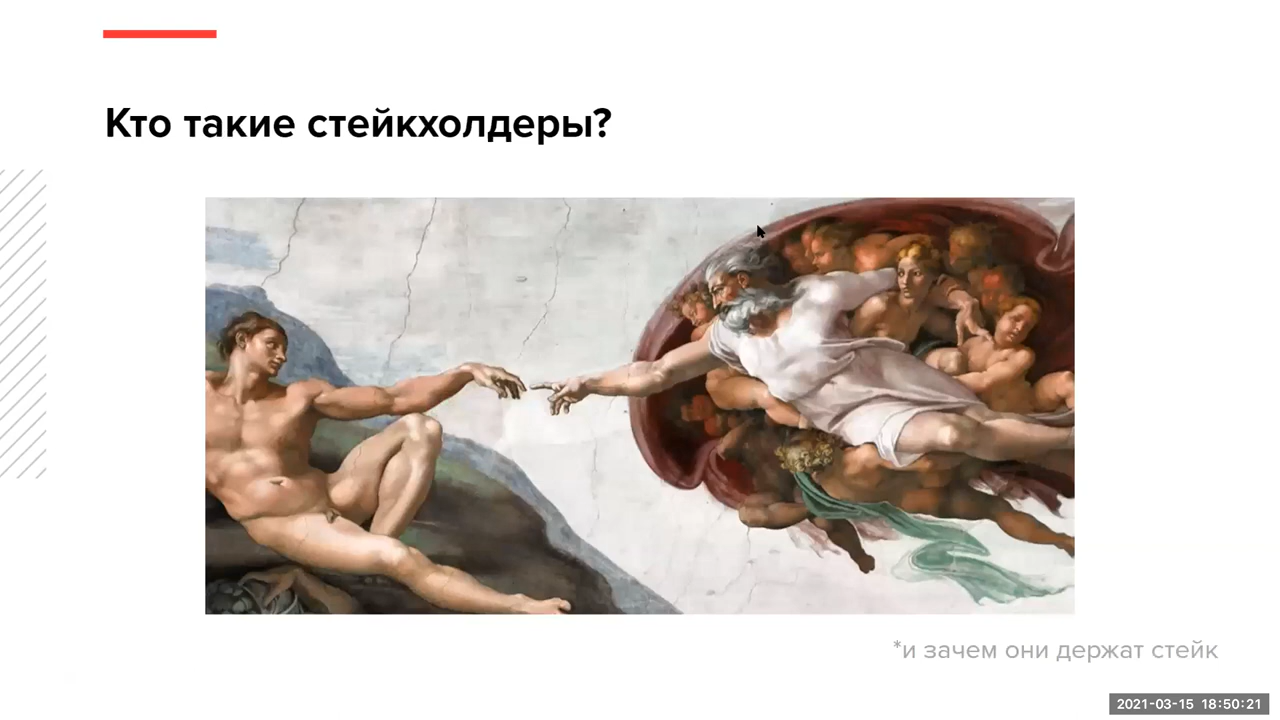 Кто такие стейкхолдеры?
*и зачем они держат стейк
2021-03-15 18:50:21